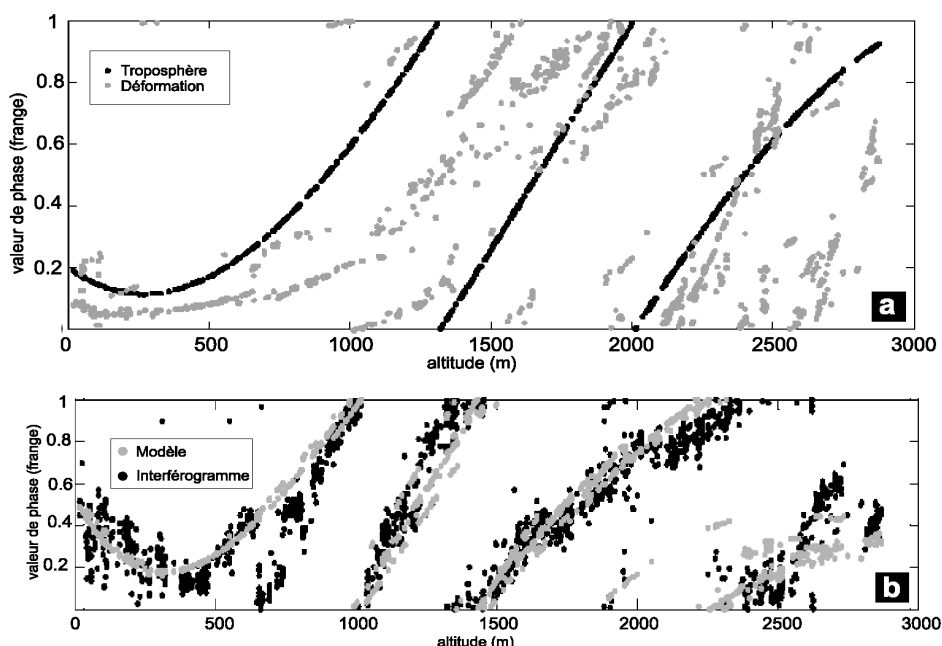 1
0.8
0.6
0.4
0.2
0
valeur de phase (frange)
Troposphère
Déformation
a
0 500 1000 1500 2000 2500 3000
altitude (m)
1
0.8
0.6
0.4
0.2
valeur de phase (frange)
Modèle
Interférogramme
b
0 500 1000 1500 2000 2500 3000
altitude (m)